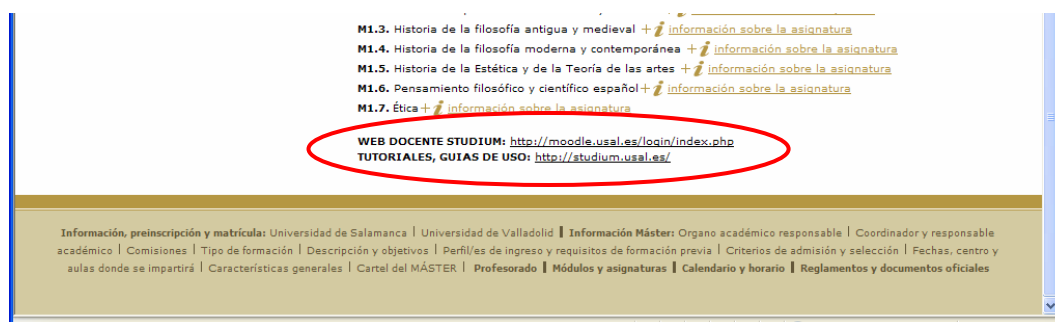 información sobre la asignatura
M1.3. Historia de la filosofía antigua y medieval + i información sobre la asignatura
M1.4. Historia de la filosofía moderna y contemporánea + i información sobre la asignatura
M1.5. Historia de la Estética y de la Teoría de las artes + i información sobre la asignatura
M1.6. Pensamiento filosófico y científico español + i información sobre la asignatura
M1.7. Ética + i información sobre la asignatura
WEB DOCENTE STUDIUM: http://moodle.usal.es/login/index.php
TUTORIALES, GUIAS DE USO: http://studium.usal.es/
Información, preinscripción y matrícula: Universidad de Salamanca | Universidad de Valladolid | Información Máster: Organo académico responsable | Coordinador y responsable
académico | Comisiones | Tipo de formación | Descripción y objetivos | Perfil/es de ingreso y requisitos de formación previa | Criterios de admisión y selección | Fechas, centro y
aulas donde se impartirá | Características generales | Cartel del MÁSTER | Profesorado | Módulos y asignaturas | Calendario y horario | Reglamentos y documentos oficiales